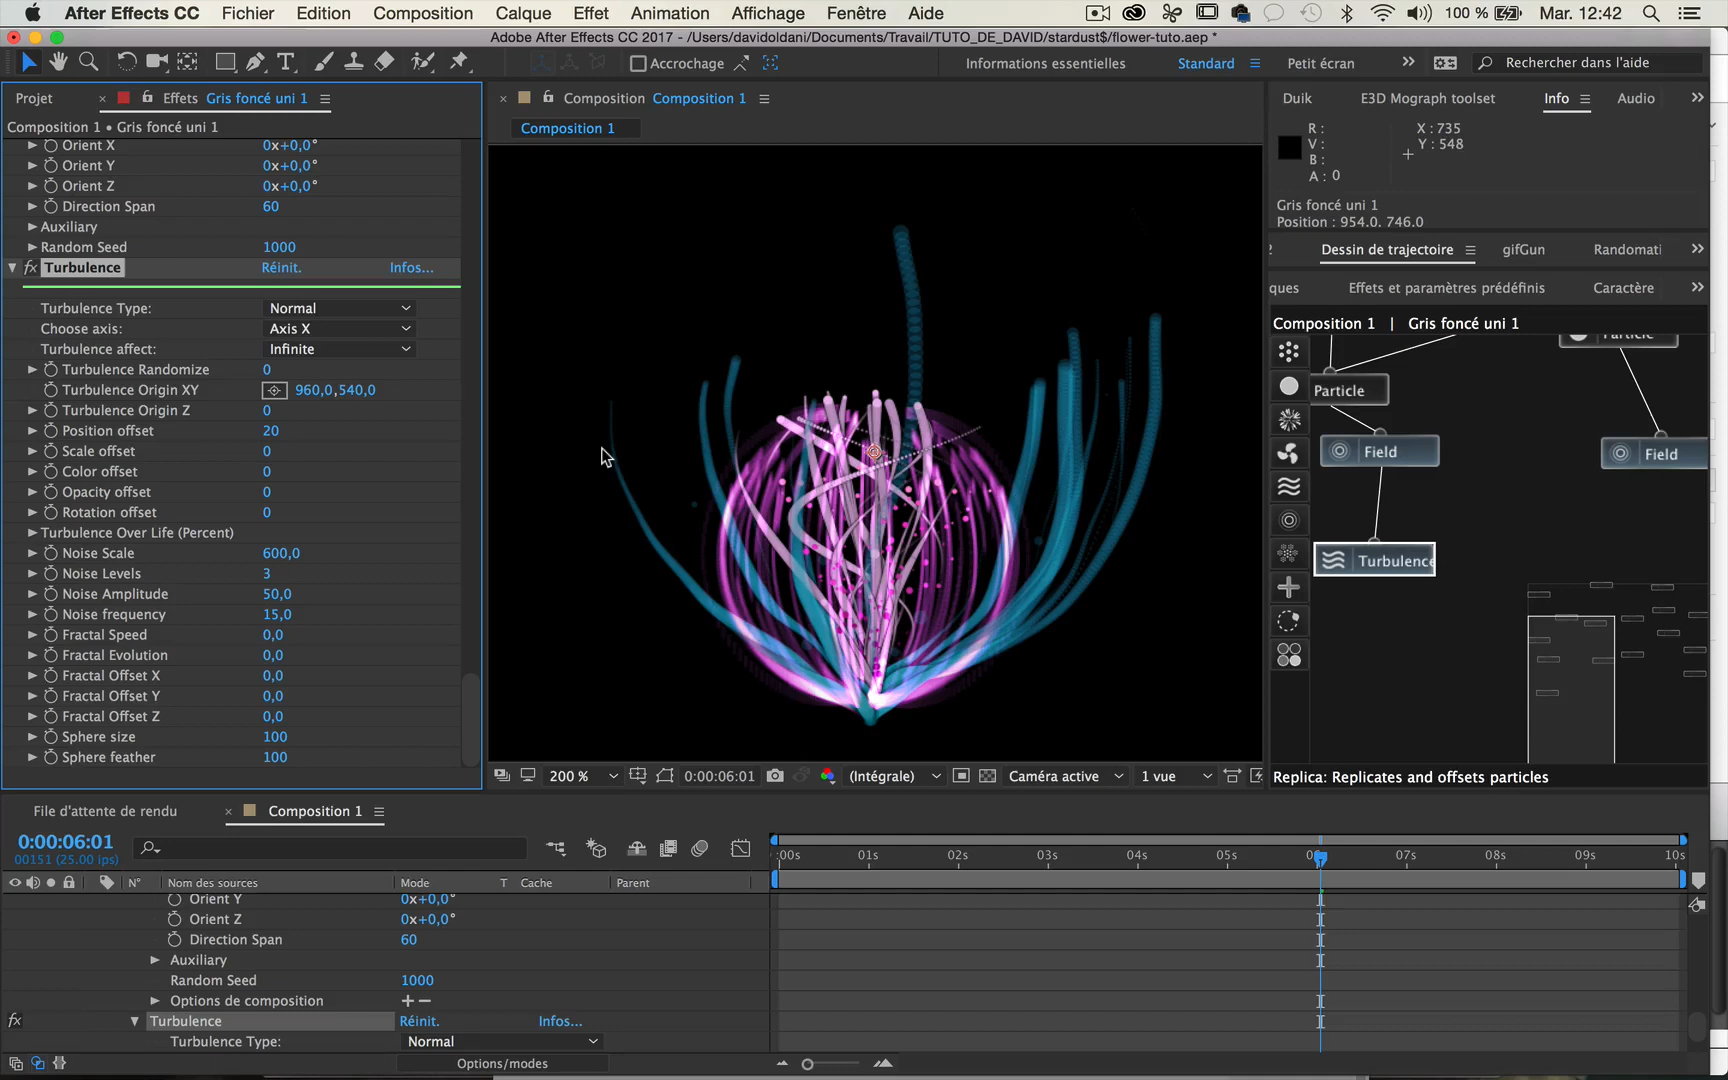 After Effects CC Fichier Edition Composition Calque Effet Animation Affichage Fenêtre Aide 100 % Mar. 12:42
Adobe After Effects CC 2017 - /Users/davidoldani/Documents/Travail/TUTO_DE_DAVID/stardust$/flower-tuto.aep *
Accrochage Informations essentielles Standard Petit écran Rechercher dans l'aide
Projet Effets Gris foncé uni 1
Composition 1 • Gris foncé uni 1
Orient X 0x+0,0°
Orient Y 0x+0,0°
Orient Z 0x+0,0°
Direction Span 60
Auxiliary
Random Seed 1000
fx Turbulence Réinit. Infos...
Turbulence Type: Normal
Choose axis: Axis X
Turbulence affect: Infinite
Turbulence Randomize 0
Turbulence Origin XY 960,0,540,0
Turbulence Origin Z 0
Position offset 20
Scale offset 0
Color offset 0
Opacity offset 0
Rotation offset 0
Turbulence Over Life (Percent)
Noise Scale 600,0
Noise Levels 3
Noise Amplitude 50,0
Noise frequency 15,0
Fractal Speed 0,0
Fractal Evolution 0,0
Fractal Offset X 0,0
Fractal Offset Y 0,0
Fractal Offset Z 0,0
Sphere size 100
Sphere feather 100
Composition Composition 1
Composition 1
200 % 0:00:06:01 (Intégrale) Caméra active 1 vue
Duik E3D Mograph toolset Info Audio
R : X : 735
V : Y : 548
B :
A : 0
Gris foncé uni 1
Position : 954.0, 746.0
Dessin de trajectoire gifGun Randomati
ques Effets et paramètres prédéfinis Caractère
Composition 1 | Gris foncé uni 1
Particle
Particle
Field
Field
Turbulence
Replica: Replicates and offsets particles
File d'attente de rendu Composition 1
0:00:06:01
00151 (25.00 ips)
:00s 01s 02s 03s 04s 05s 07s 08s 09s 10s
N° Nom des sources Mode T Cache Parent
Orient Y 0x+0,0°
Orient Z 0x+0,0°
Direction Span 60
Auxiliary
Random Seed 1000
Options de composition
fx Turbulence Réinit. Infos...
Turbulence Type: Normal
Options/modes